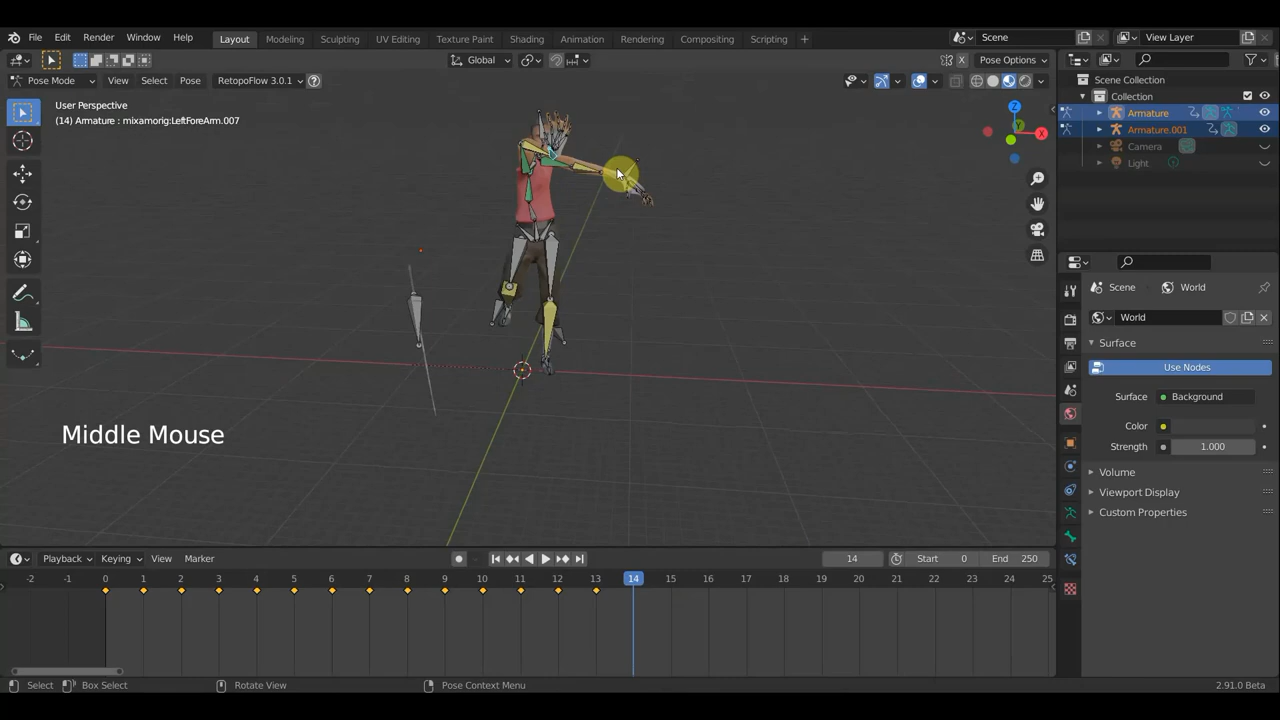 File Edit Render Window Help Layout Modeling Sculpting UV Editing Texture Paint Shading Animation Rendering Compositing Scripting + Scene View Layer
Global X Pose Options
Pose Mode View Select Pose RetopoFlow 3.0.1 ?
Scene Collection
Collection
Armature
Armature.001
Camera
Light
User Perspective
(14) Armature : mixamorig:LeftForeArm.007
Z
Y
X
Scene World
World
Surface
Use Nodes
Surface Background
Color
Strength 1.000
Volume
Viewport Display
Custom Properties
Middle Mouse
Playback Keying View Marker 14 Start 0 End 250
-2 -1 0 1 2 3 4 5 6 7 8 9 10 11 12 13 14 15 16 17 18 19 20 21 22 23 24 25
Select Box Select Rotate View Pose Context Menu 2.91.0 Beta